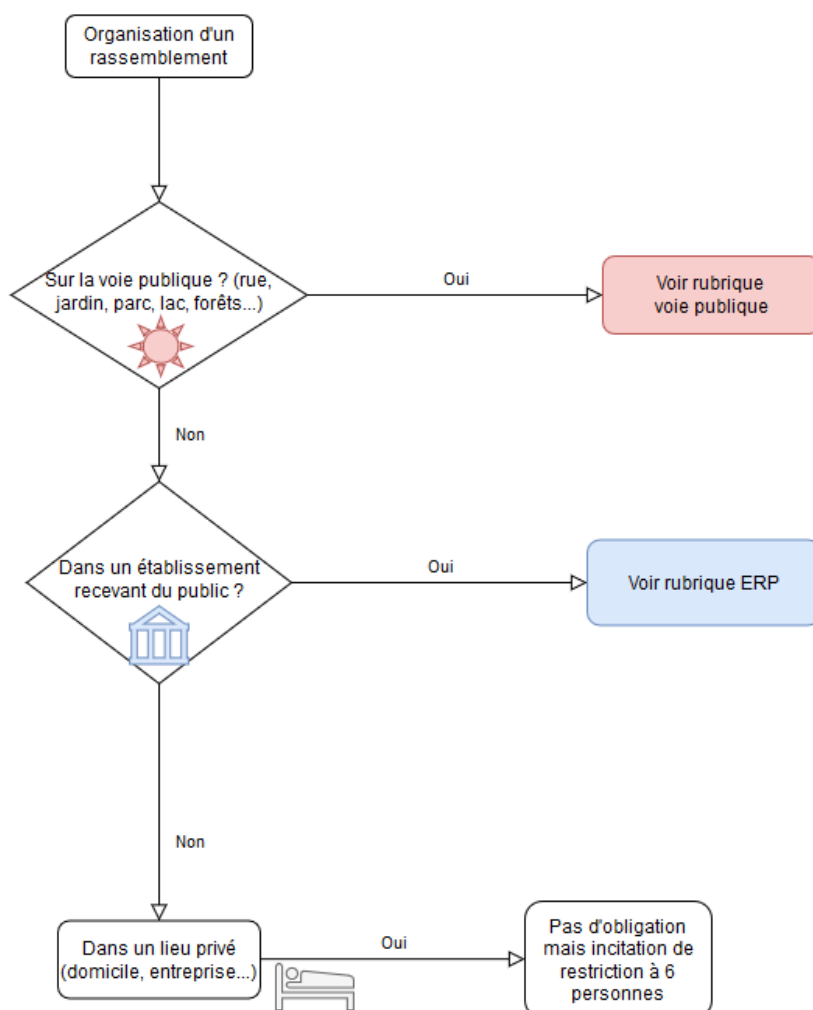 Organisation d'un
rassemblement
Sur la voie publique ? (rue,
jardin, parc, lac, forêts...)
Oui
Voir rubrique
voie publique
Non
Dans un établissement
recevant du public ?
Oui
Voir rubrique ERP
Non
Dans un lieu privé
(domicile, entreprise...)
Oui
Pas d'obligation
mais incitation de
restriction à 6
personnes